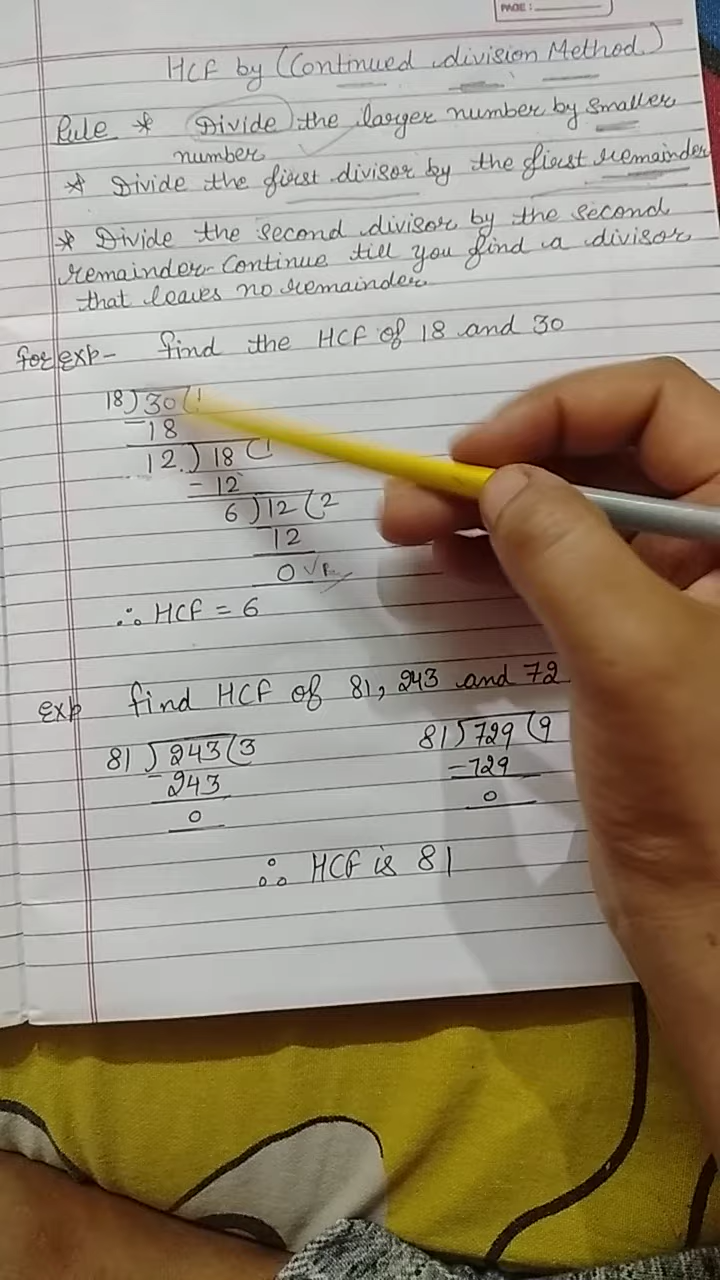 PAGE :
HCF by (Continued division Method)
Rule * Divide the larger number by smaller
number
* Divide the first divisor by the first remainder
* Divide the second divisor by the second
remainder. Continue till you find a divisor
that leaves no remainder.
for exp- find the HCF of 18 and 30
18)30(1
-18
12)18(1
-12
6)12(2
12
0
∴ HCF = 6
exp find HCF of 81, 243 and 72
81)243(3
-243
0
81)729(9
-729
0
∴ HCF is 81